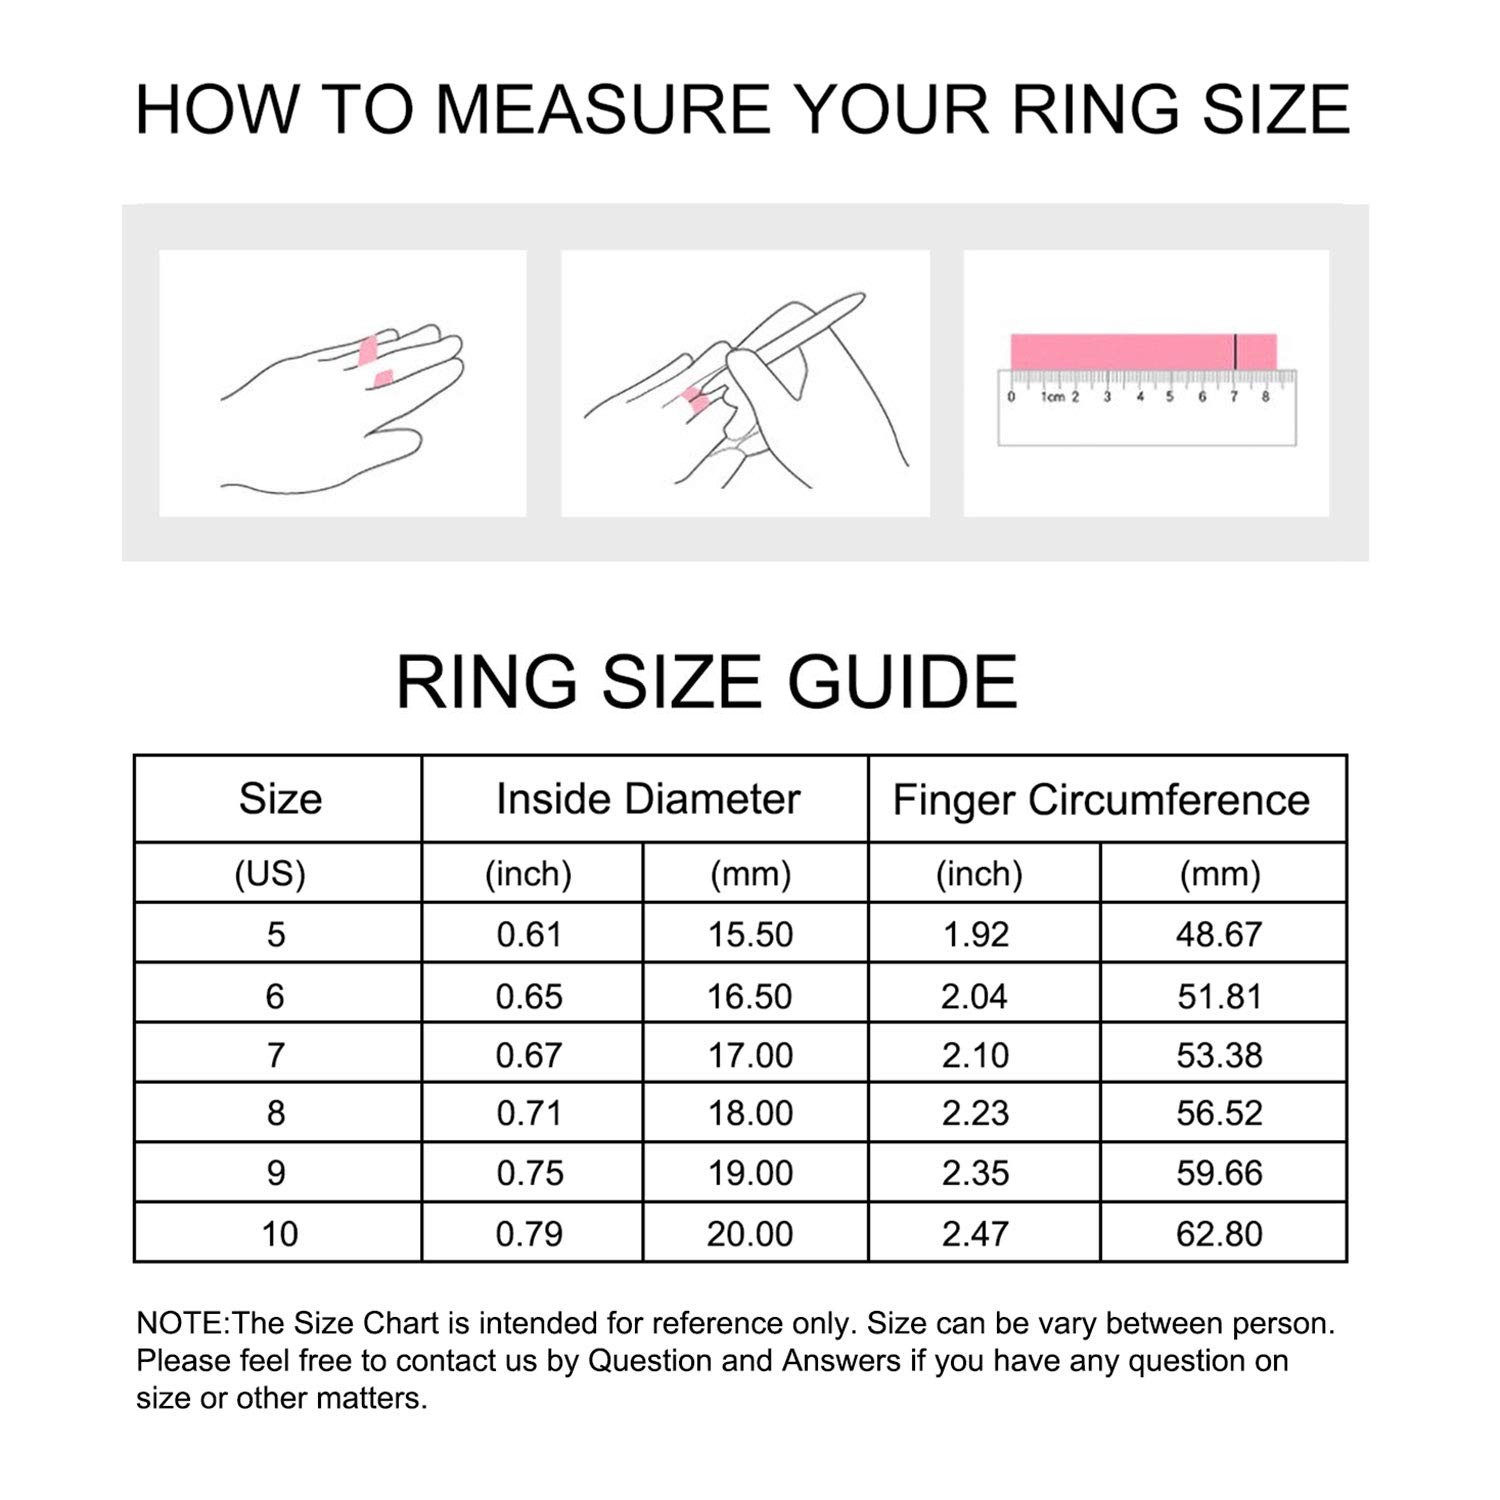 HOW TO MEASURE YOUR RING SIZE
0 1cm 2 3 4 5 6 7 8
RING SIZE GUIDE
Size Inside Diameter Finger Circumference
(US) (inch) (mm) (inch) (mm)
5 0.61 15.50 1.92 48.67
6 0.65 16.50 2.04 51.81
7 0.67 17.00 2.10 53.38
8 0.71 18.00 2.23 56.52
9 0.75 19.00 2.35 59.66
10 0.79 20.00 2.47 62.80
NOTE:The Size Chart is intended for reference only. Size can be vary between person.
Please feel free to contact us by Question and Answers if you have any question on
size or other matters.